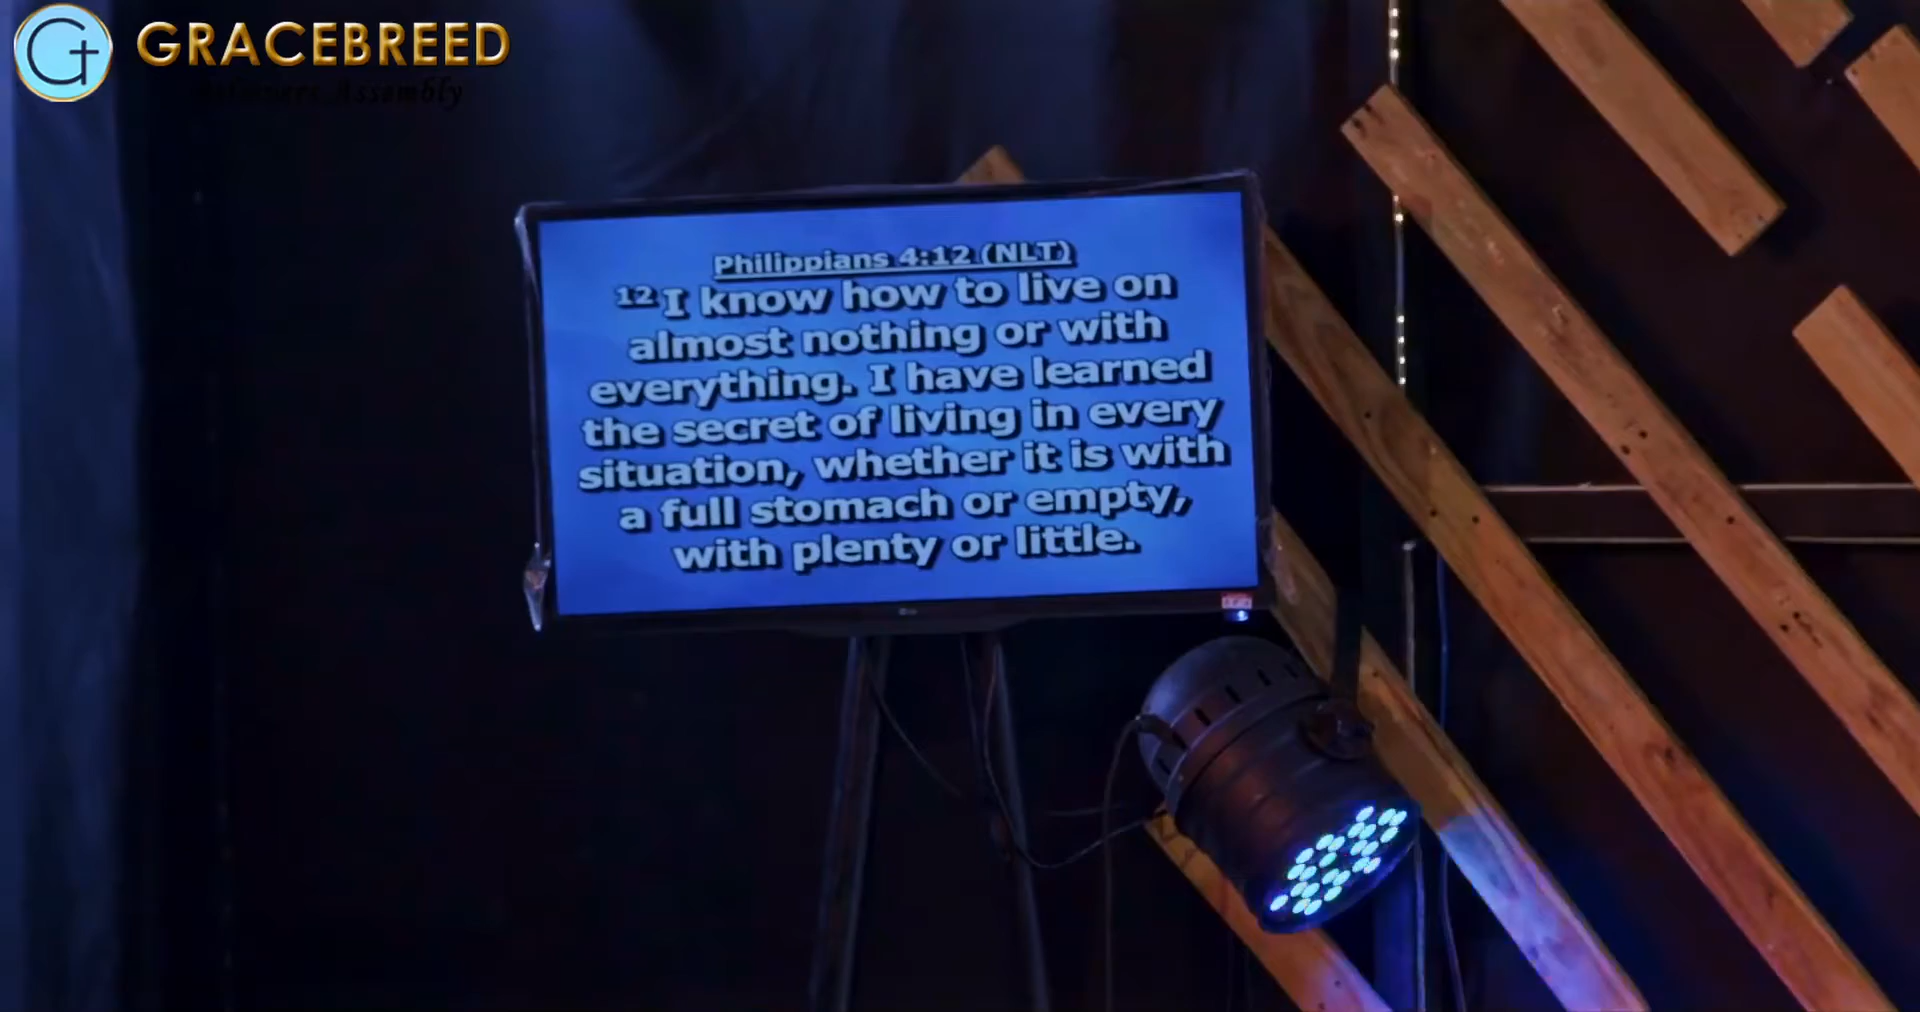 GRACEBREED
Assembly
Philippians 4:12 (NLT)
12 I know how to live on
almost nothing or with
everything. I have learned
the secret of living in every
situation, whether it is with
a full stomach or empty,
with plenty or little.